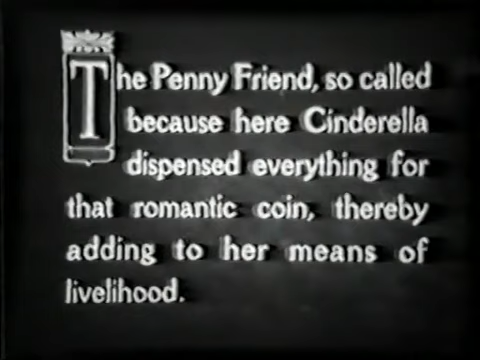 The Penny Friend, so called
because here Cinderella
dispensed everything for
that romantic coin, thereby
adding to her means of
livelihood.